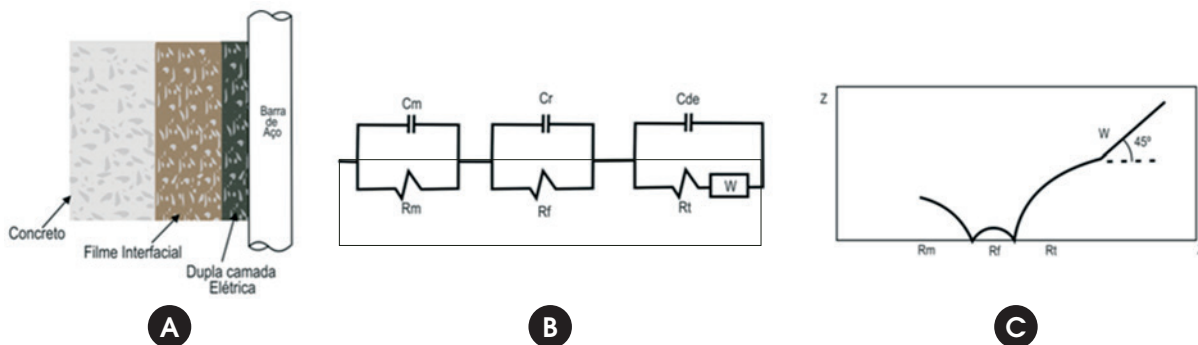 Barra
de
Aço
Concreto
Filme Interfacial
Dupla camada
Elétrica
A
Cm
Cr
Cde
Rm
Rf
Rt
W
B
Z
W
45º
Rm
Rf
Rt
C